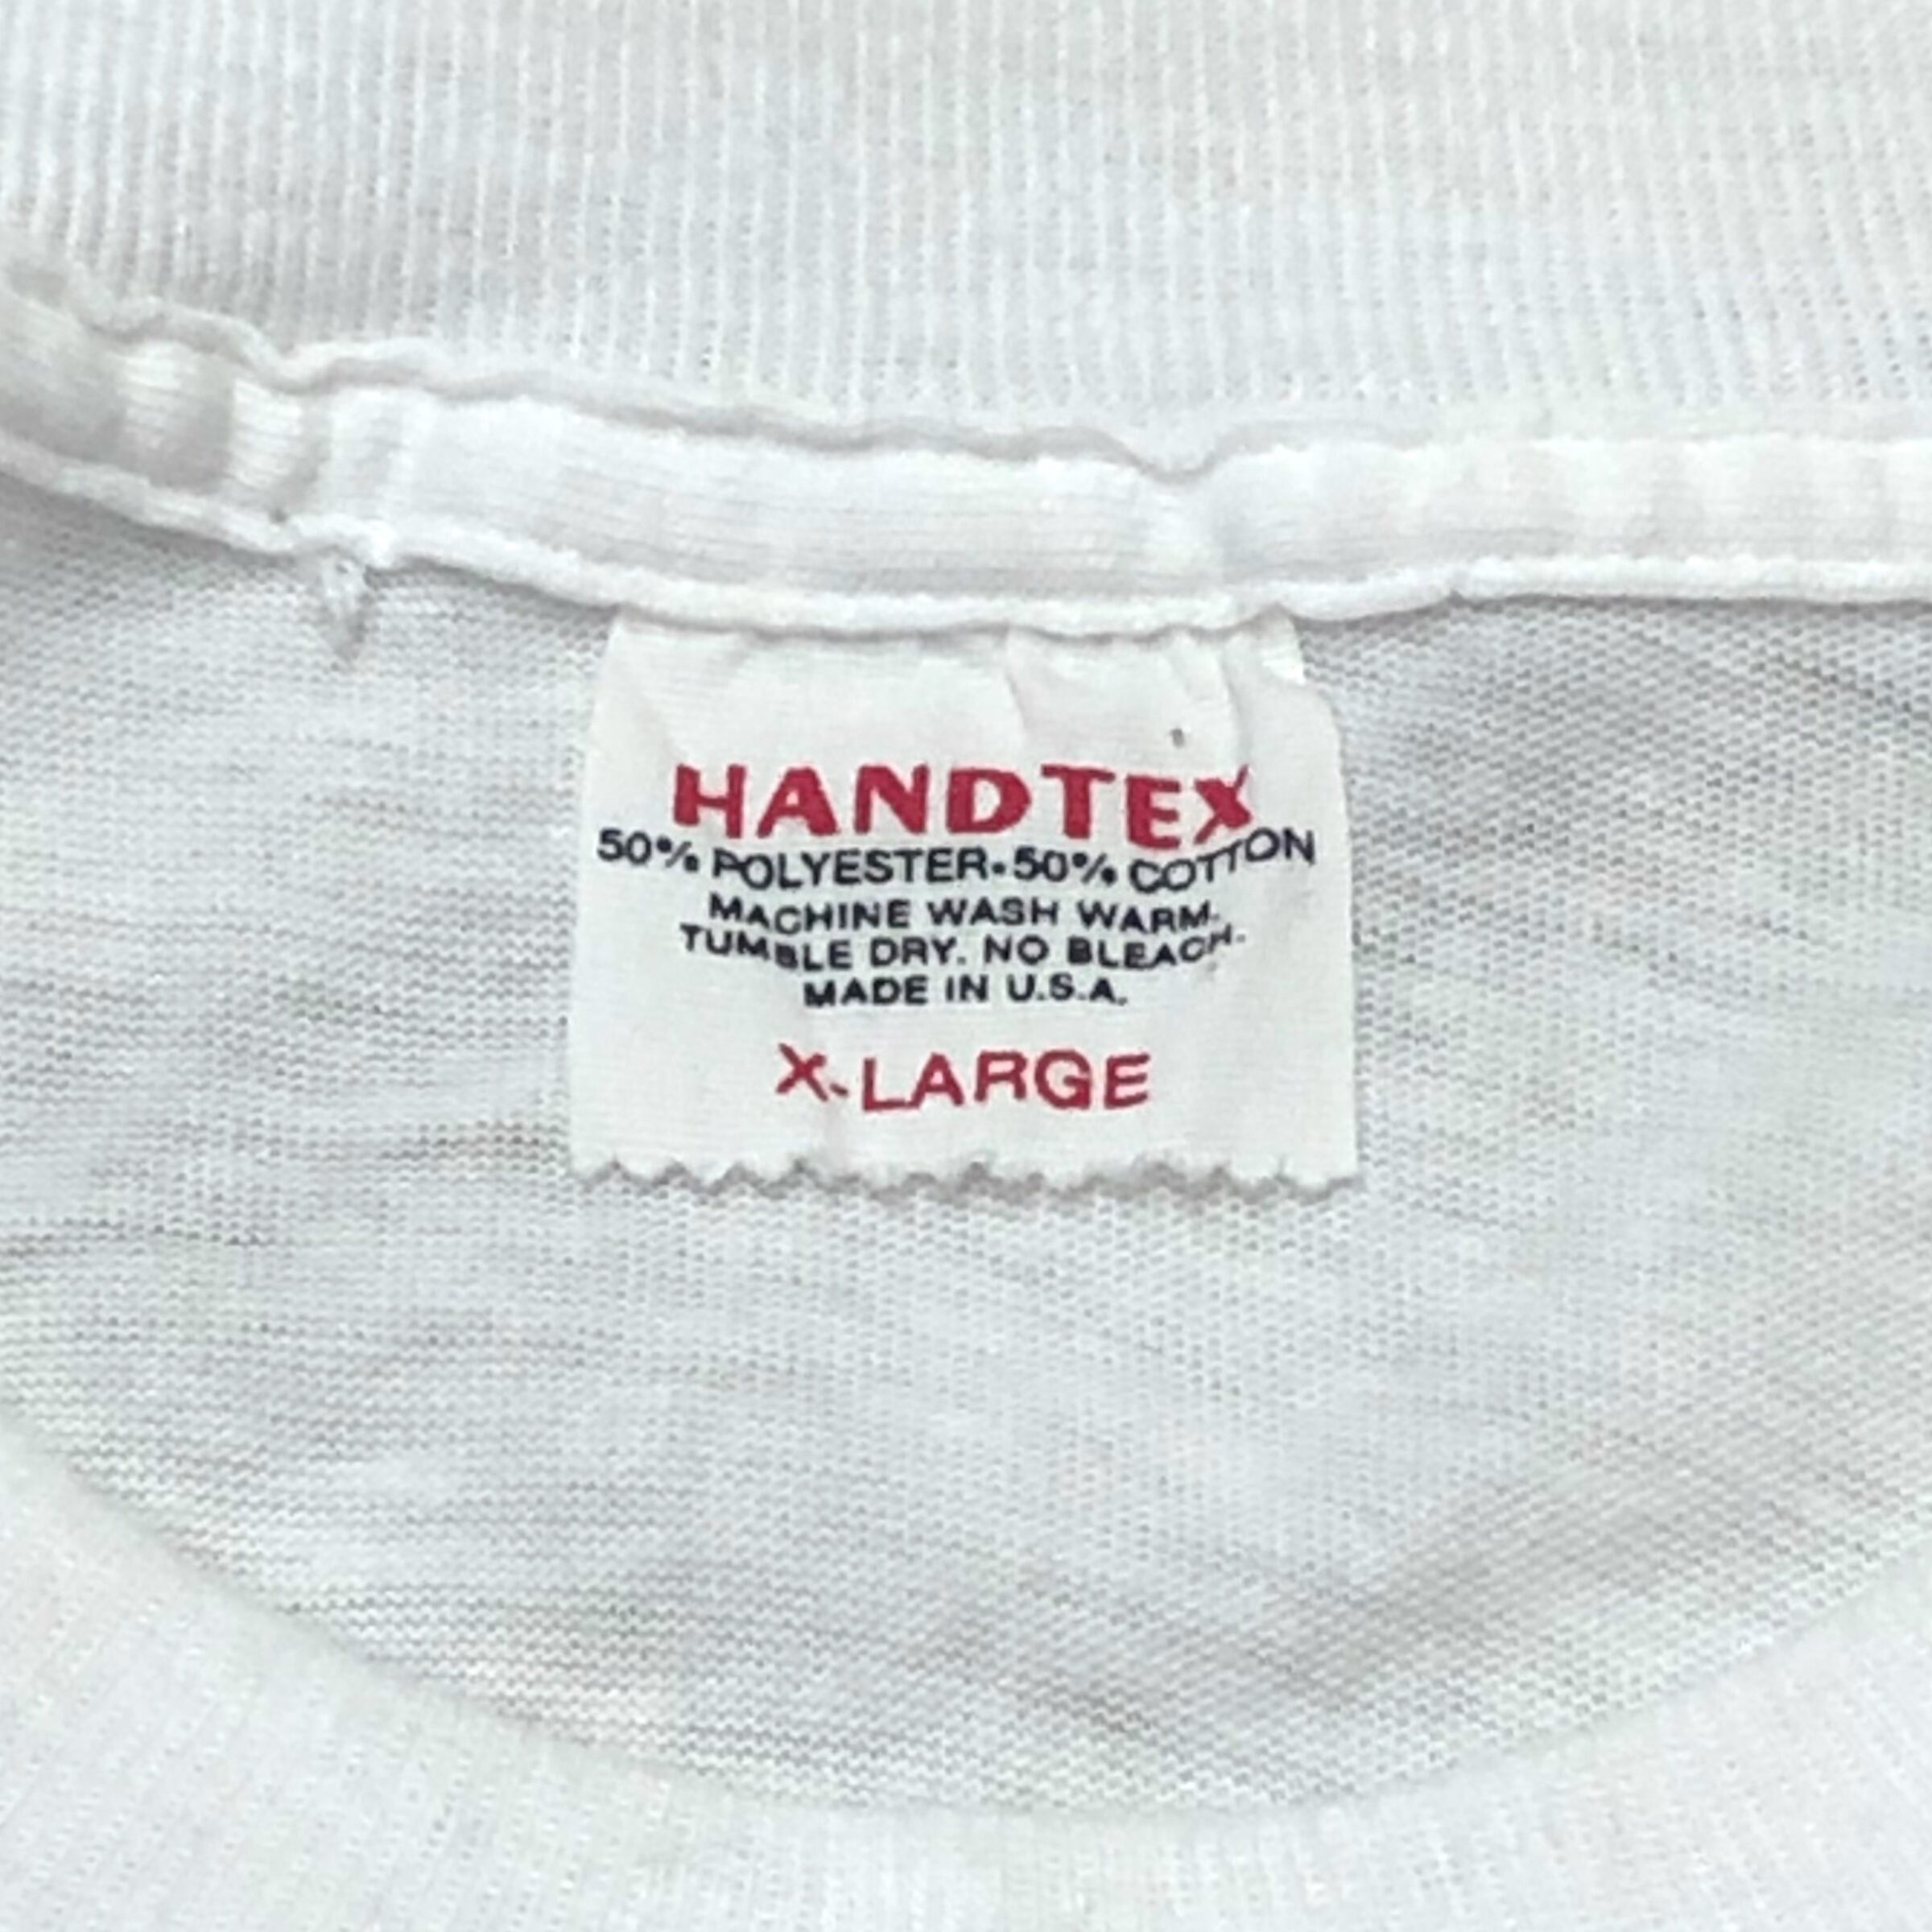 HANDTEX
50% POLYESTER•50% COTTON
MACHINE WASH WARM.
TUMBLE DRY. NO BLEACH.
MADE IN U.S.A.
X-LARGE